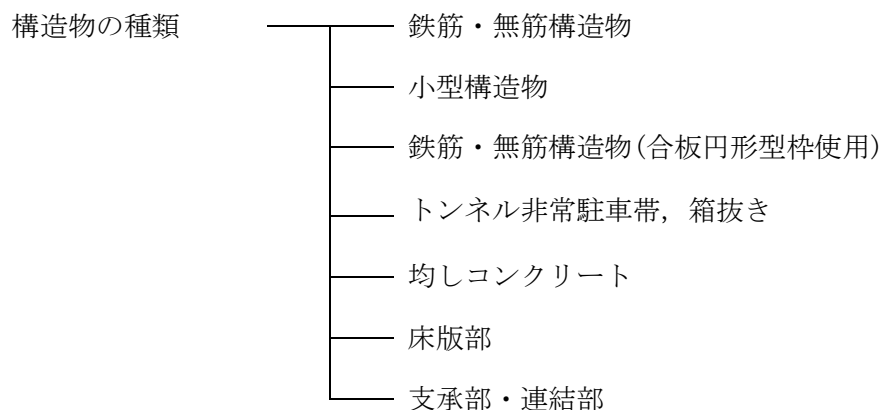 構造物の種類
鉄筋・無筋構造物
小型構造物
鉄筋・無筋構造物(合板円形型枠使用)
トンネル非常駐車帯，箱抜き
均しコンクリート
床版部
支承部・連結部